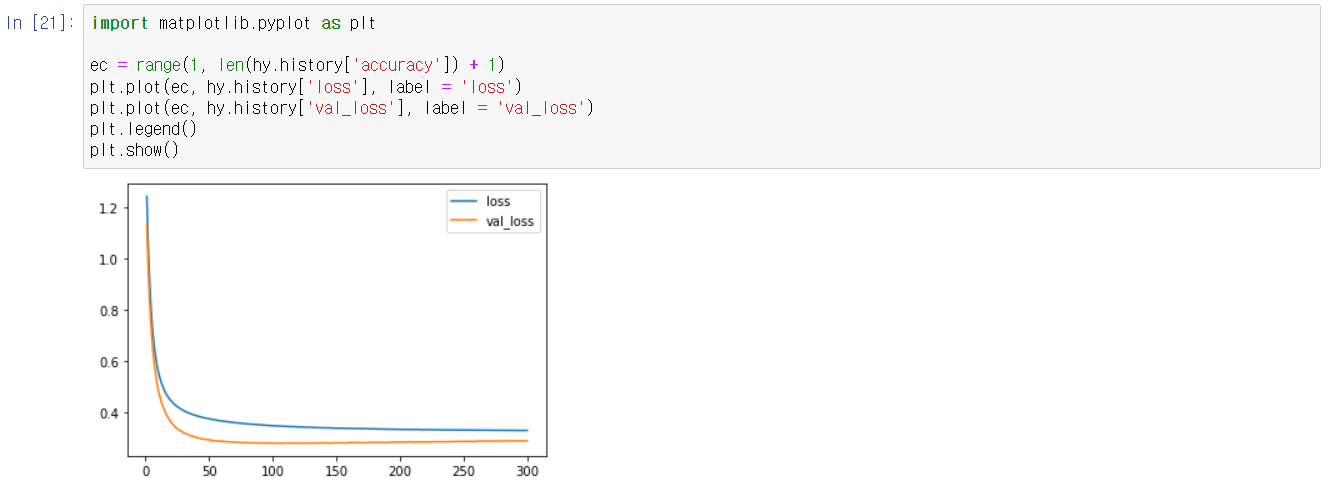 In [21]: import matplotlib.pyplot as plt
ec = range(1, len(hy.history['accuracy']) + 1)
plt.plot(ec, hy.history['loss'], label = 'loss')
plt.plot(ec, hy.history['val_loss'], label = 'val_loss')
plt.legend()
plt.show()
loss
val_loss
1.2
1.0
0.8
0.6
0.4
0 50 100 150 200 250 300